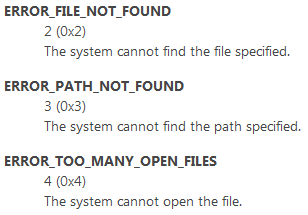 ERROR_FILE_NOT_FOUND
2 (0x2)
The system cannot find the file specified.
ERROR_PATH_NOT_FOUND
3 (0x3)
The system cannot find the path specified.
ERROR_TOO_MANY_OPEN_FILES
4 (0x4)
The system cannot open the file.